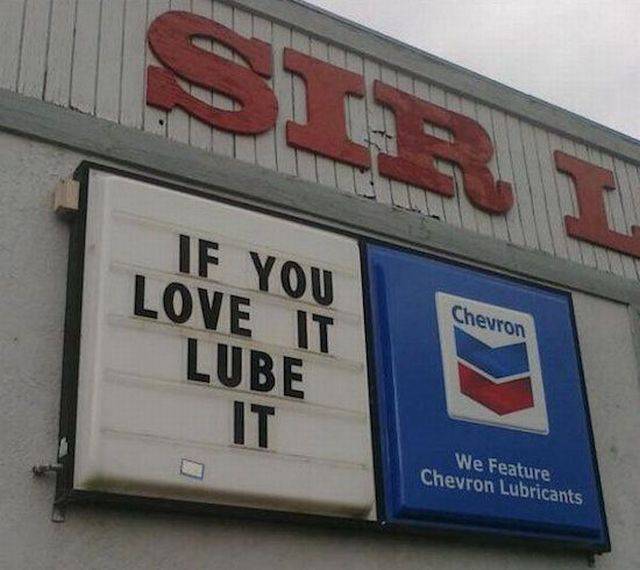 SIR L
IF YOU
LOVE IT
LUBE
IT
Chevron
We Feature
Chevron Lubricants